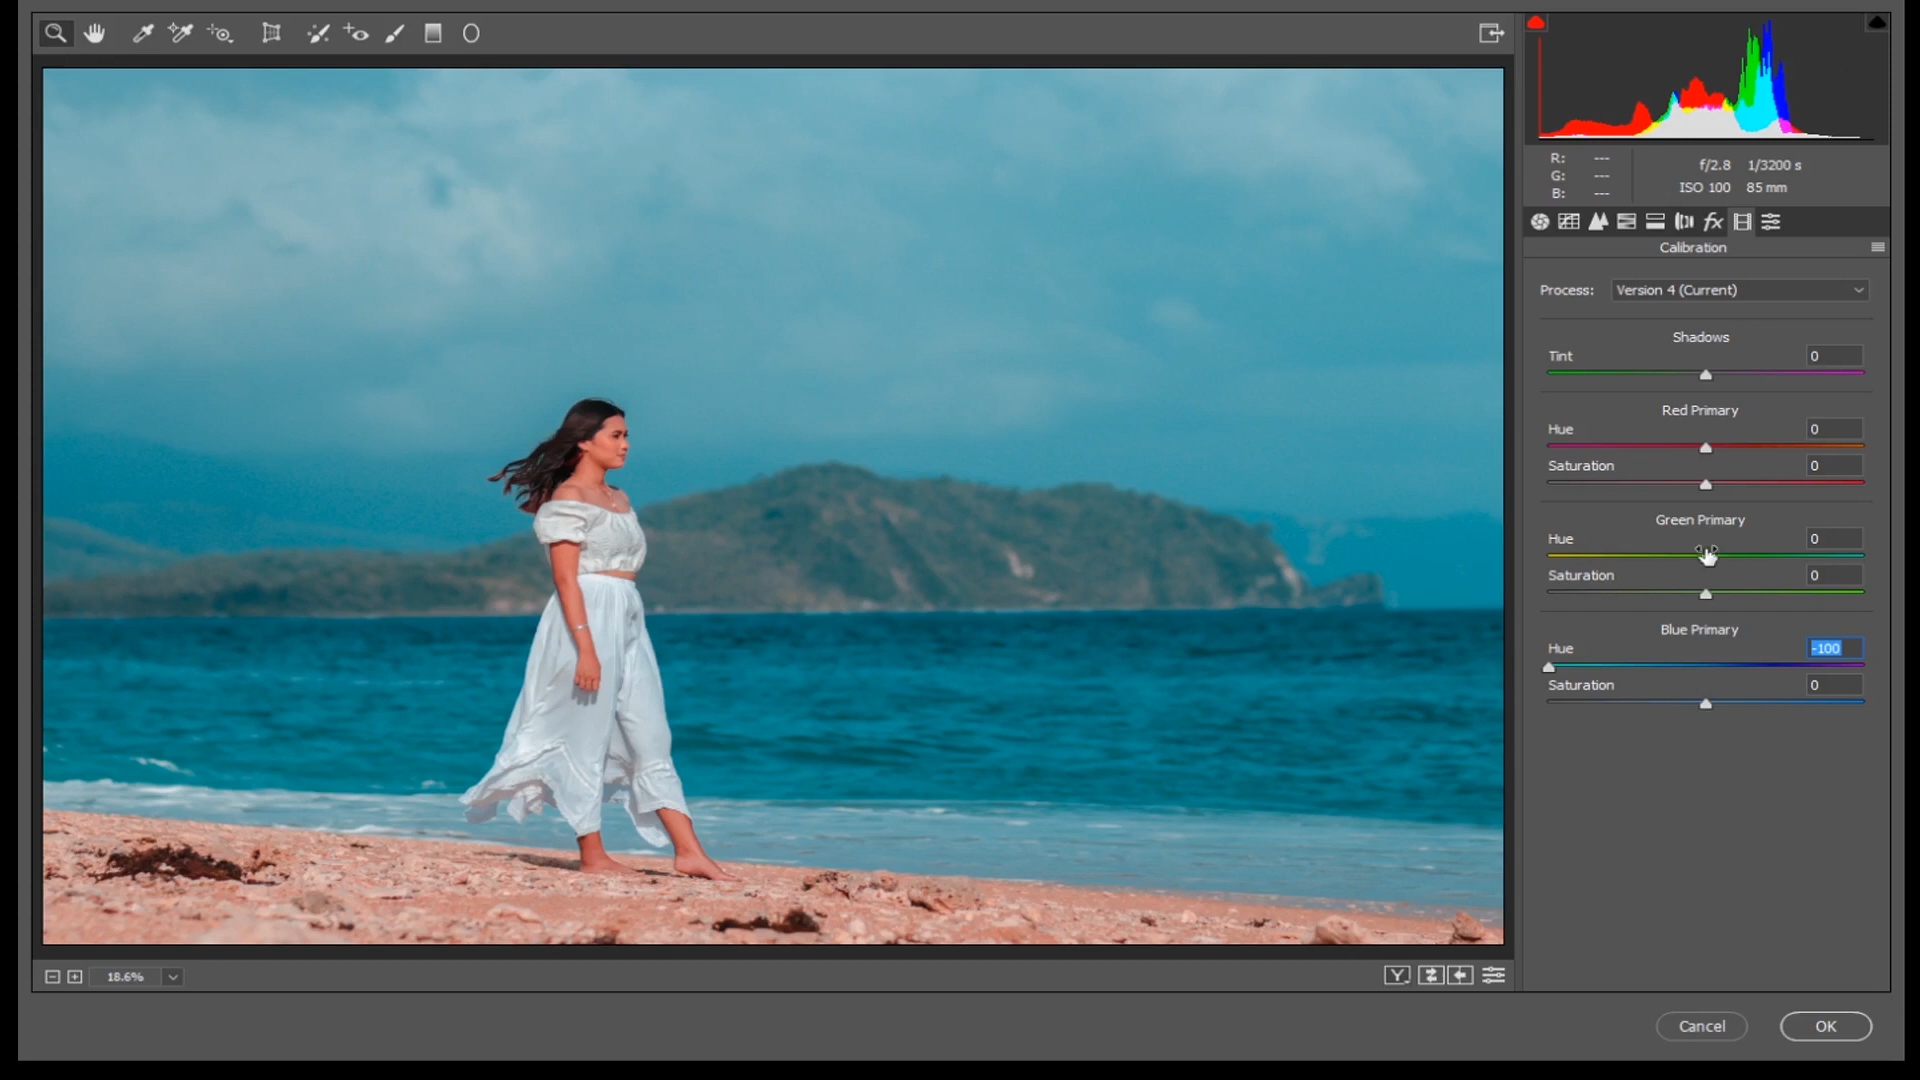 R: ---
G: ---
B: ---
f/2.8 1/3200 s
ISO 100 85 mm
fx
Calibration
Process: Version 4 (Current)
Shadows
Tint 0
Red Primary
Hue 0
Saturation 0
Green Primary
Hue 0
Saturation 0
Blue Primary
Hue -100
Saturation 0
18.6%
Y
Cancel OK